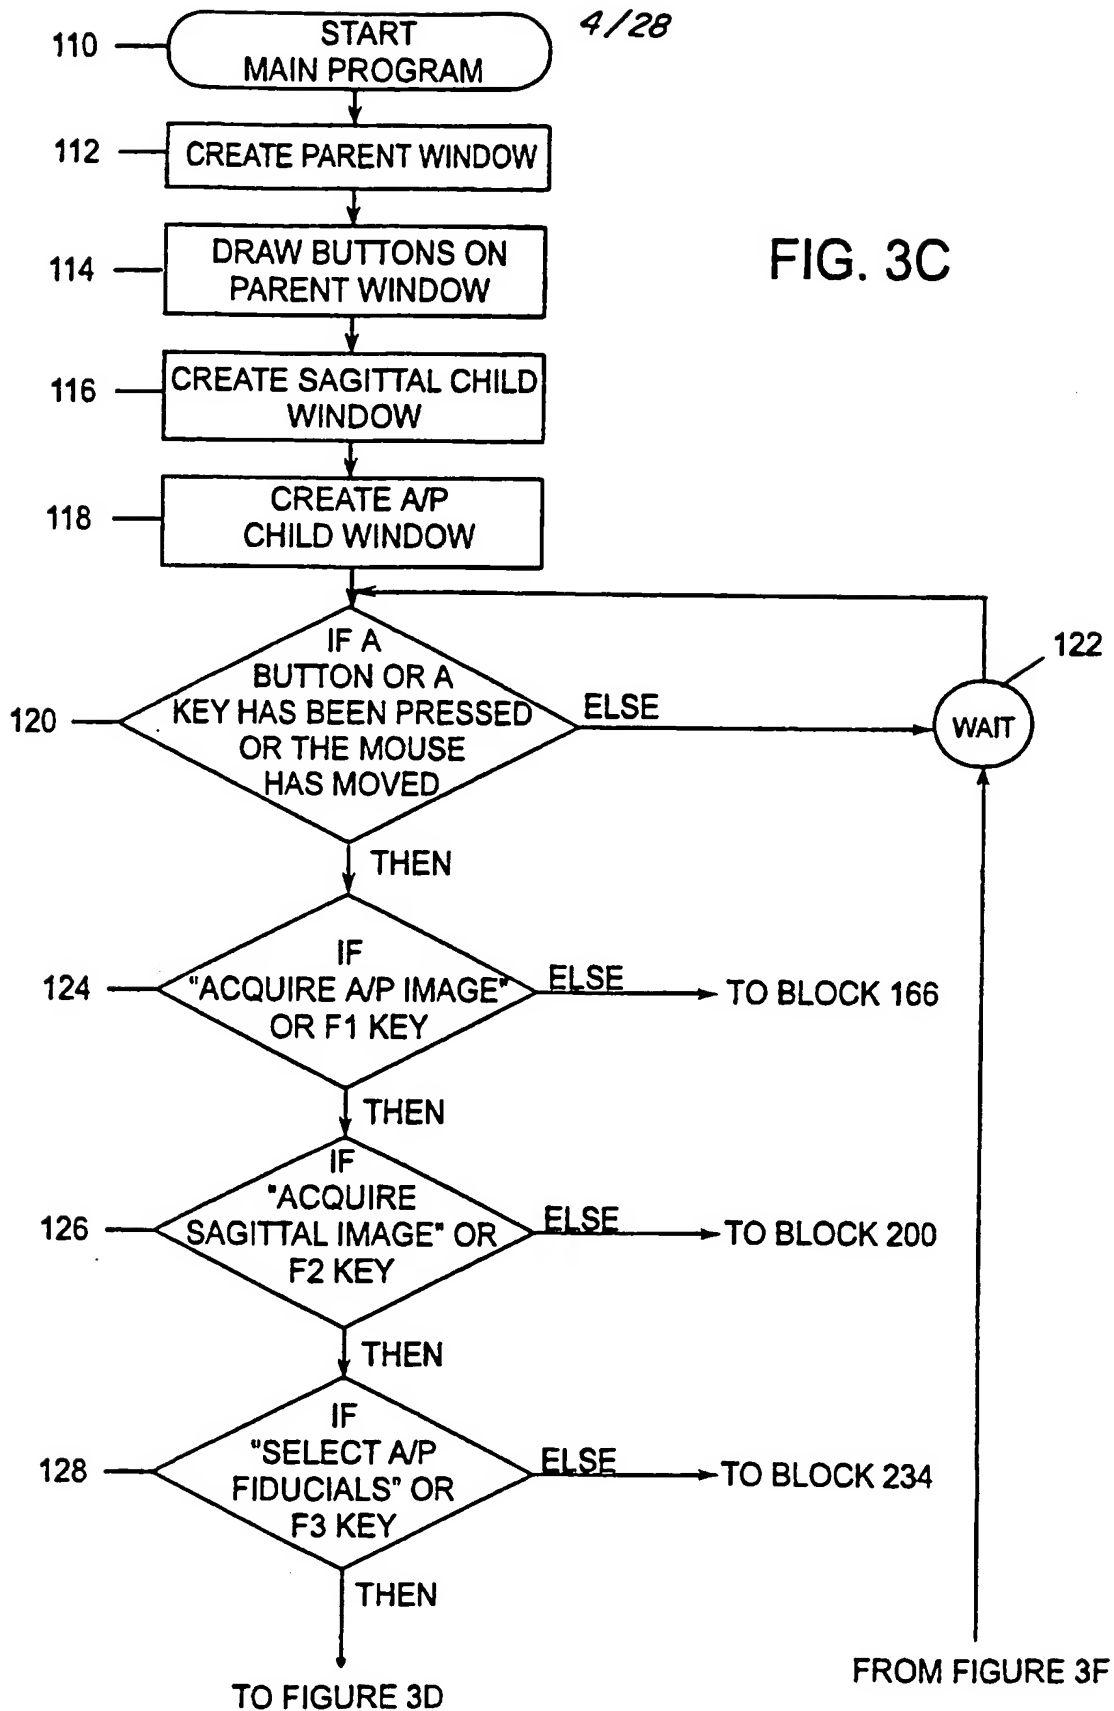 4/28
110
START
MAIN PROGRAM
112
CREATE PARENT WINDOW
114
DRAW BUTTONS ON
PARENT WINDOW
FIG. 3C
116
CREATE SAGITTAL CHILD
WINDOW
118
CREATE A/P
CHILD WINDOW
120
IF A
BUTTON OR A
KEY HAS BEEN PRESSED
OR THE MOUSE
HAS MOVED
ELSE
122
WAIT
THEN
124
IF
"ACQUIRE A/P IMAGE"
OR F1 KEY
ELSE
TO BLOCK 166
THEN
126
IF
"ACQUIRE
SAGITTAL IMAGE" OR
F2 KEY
ELSE
TO BLOCK 200
THEN
128
IF
"SELECT A/P
FIDUCIALS" OR
F3 KEY
ELSE
TO BLOCK 234
THEN
TO FIGURE 3D
FROM FIGURE 3F